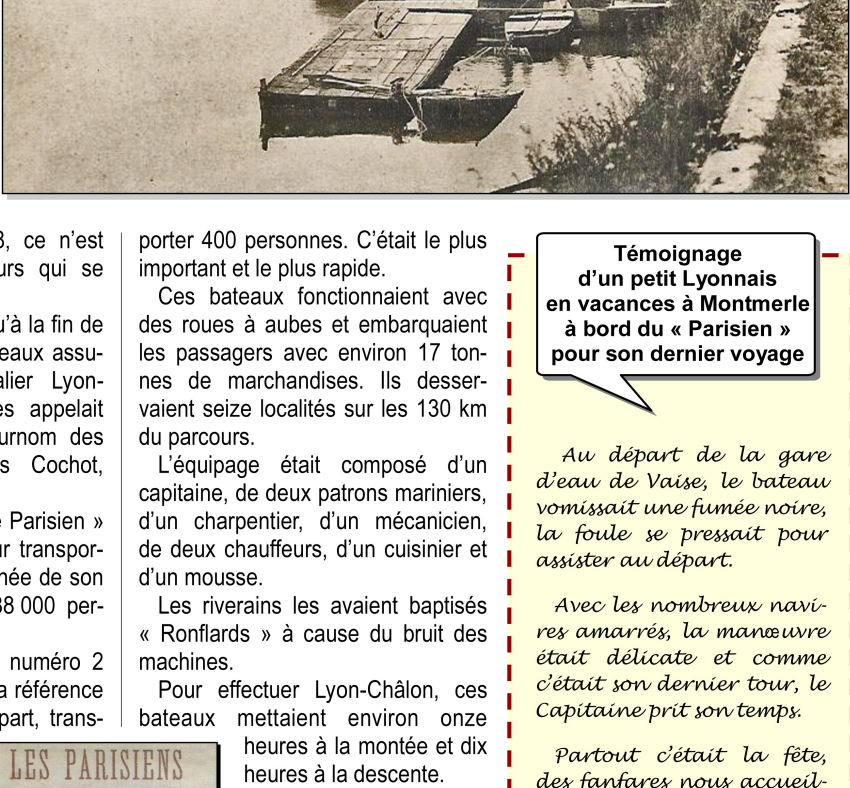 3, ce n'est
urs qui se
u'à la fin de
eaux assu-
alier Lyon-
es appelait
urnom des
s Cochot,
e Parisien »
ur transpor-
née de son
38 000 per-
numéro 2
a référence
part, trans-
LES PARISIENS
porter 400 personnes. C'était le plus
important et le plus rapide.
Ces bateaux fonctionnaient avec
des roues à aubes et embarquaient
les passagers avec environ 17 ton-
nes de marchandises. Ils desser-
vaient seize localités sur les 130 km
du parcours.
L'équipage était composé d'un
capitaine, de deux patrons mariniers,
d'un charpentier, d'un mécanicien,
de deux chauffeurs, d'un cuisinier et
d'un mousse.
Les riverains les avaient baptisés
« Ronflards » à cause du bruit des
machines.
Pour effectuer Lyon-Châlon, ces
bateaux mettaient environ onze
heures à la montée et dix
heures à la descente.
Témoignage
d'un petit Lyonnais
en vacances à Montmerle
à bord du « Parisien »
pour son dernier voyage
Au départ de la gare
d'eau de Vaise, le bateau
vomissait une fumée noire,
la foule se pressait pour
assister au départ.
Avec les nombreux navi-
res amarrés, la manœuvre
était délicate et comme
c'était son dernier tour, le
Capitaine prit son temps.
Partout c'était la fête,
des fanfares nous accueil-